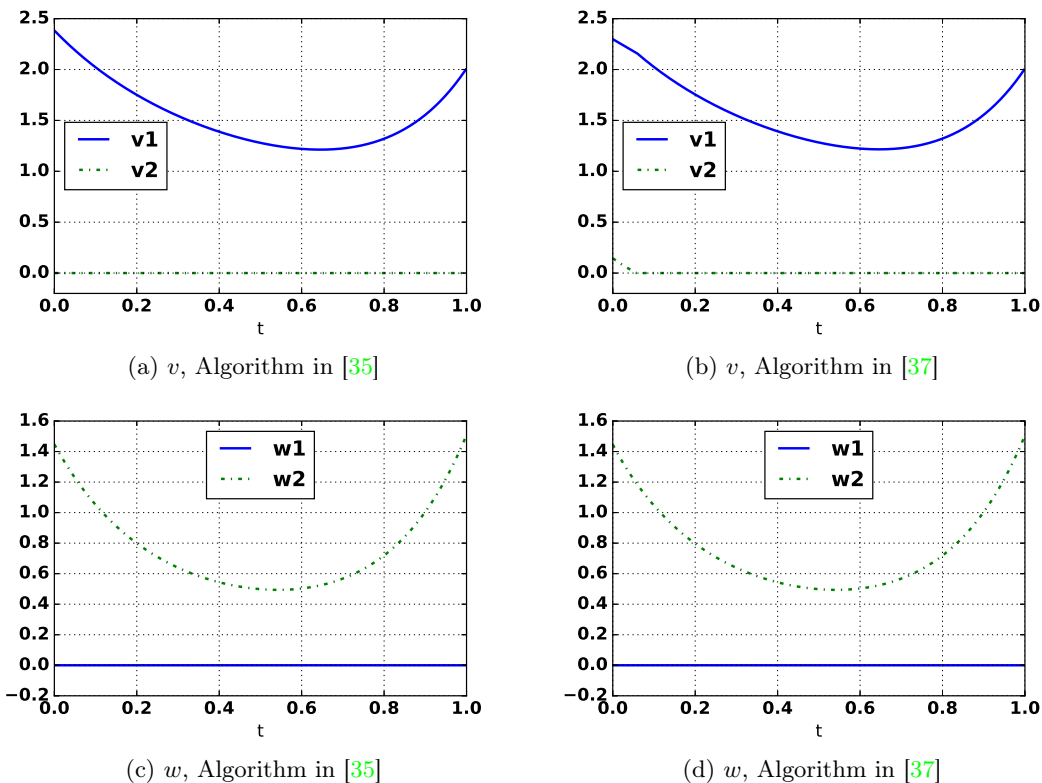 2.5
2.0
1.5
1.0
0.5
0.0
v1
v2
0.0 0.2 0.4 0.6 0.8 1.0
t
(a) v, Algorithm in [35]
2.5
2.0
1.5
1.0
0.5
0.0
v1
v2
0.0 0.2 0.4 0.6 0.8 1.0
t
(b) v, Algorithm in [37]
1.6
1.4
1.2
1.0
0.8
0.6
0.4
0.2
0.0
−0.2
w1
w2
0.0 0.2 0.4 0.6 0.8 1.0
t
(c) w, Algorithm in [35]
1.6
1.4
1.2
1.0
0.8
0.6
0.4
0.2
0.0
−0.2
w1
w2
0.0 0.2 0.4 0.6 0.8 1.0
t
(d) w, Algorithm in [37]